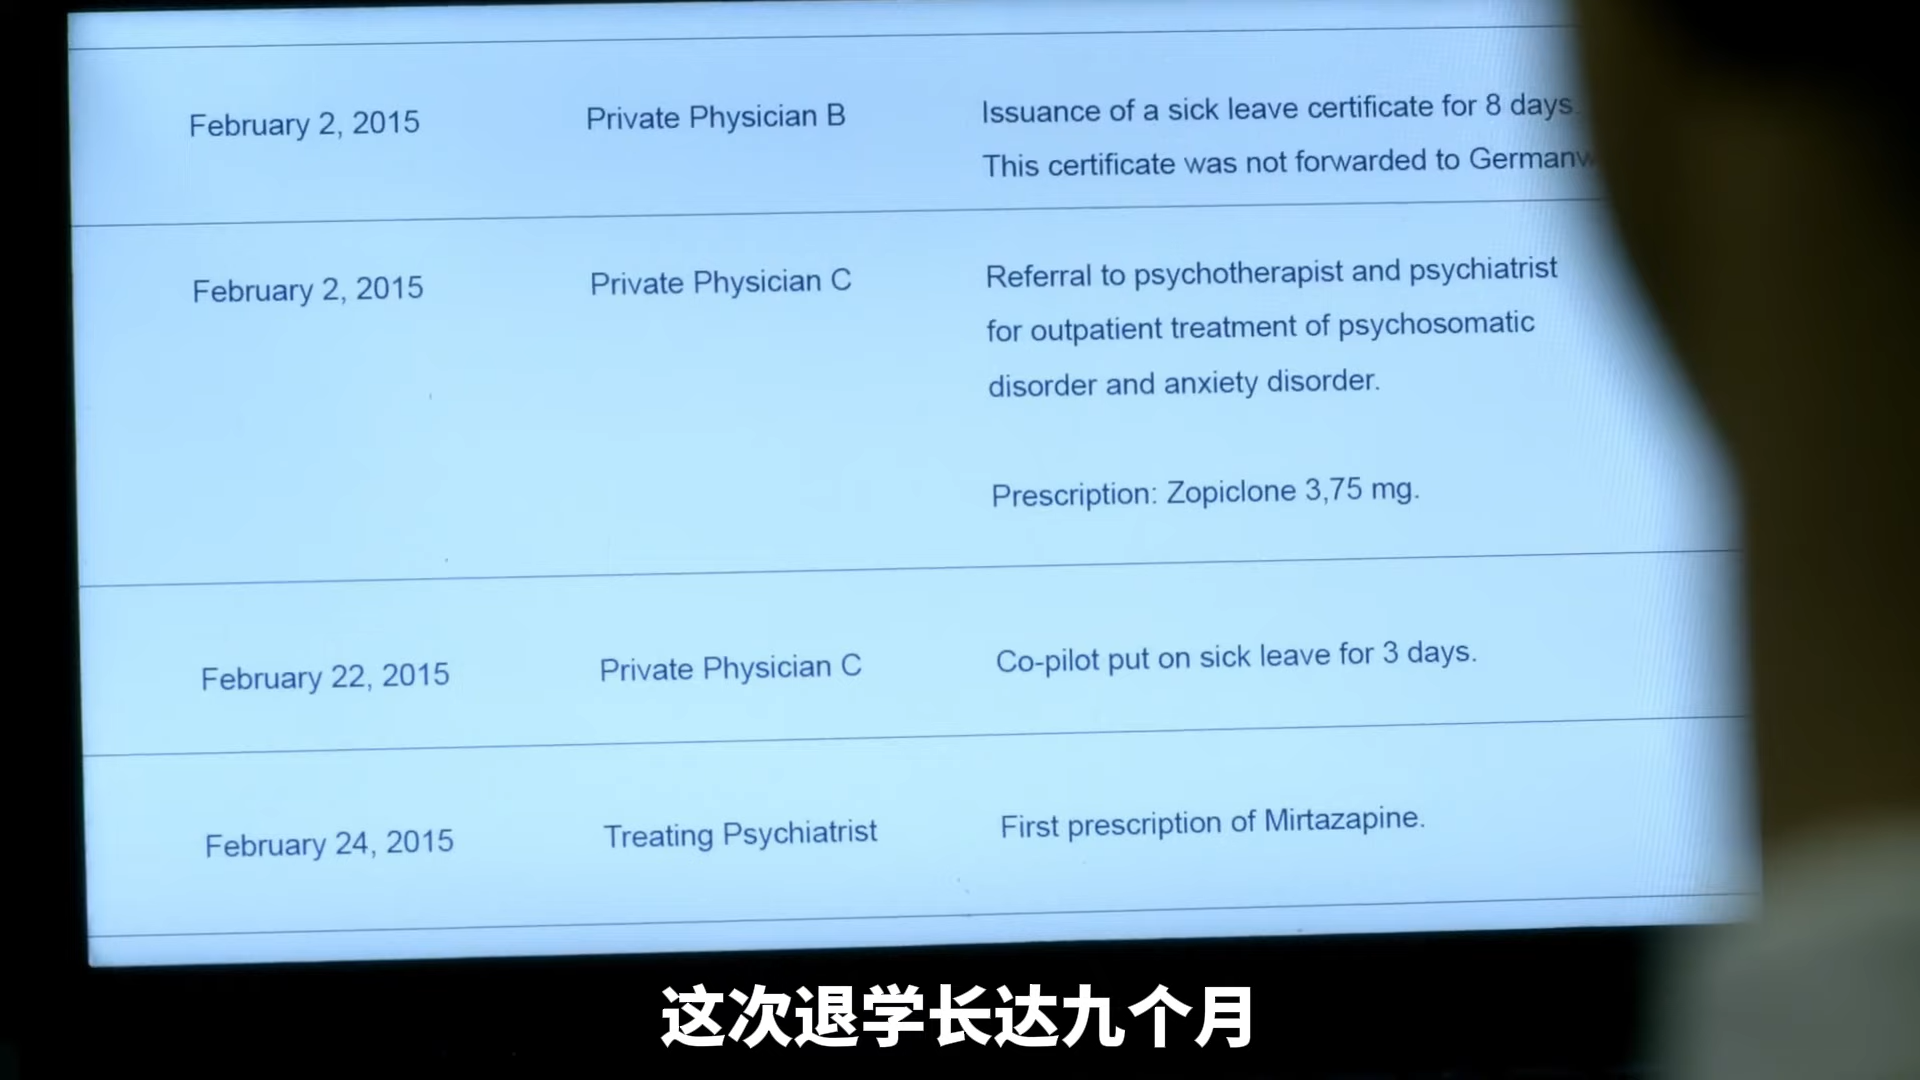 February 2, 2015 Private Physician B Issuance of a sick leave certificate for 8 days
This certificate was not forwarded to
February 2, 2015 Private Physician C Referral to psychotherapist and psychiatrist
for outpatient treatment of psychosomatic
disorder and anxiety disorder.
Prescription: Zopiclone 3,75 mg.
February 22, 2015 Private Physician C Co-pilot put on sick leave for 3 days.
February 24, 2015 Treating Psychiatrist First prescription of Mirtazapine.
这次退学长达九个月